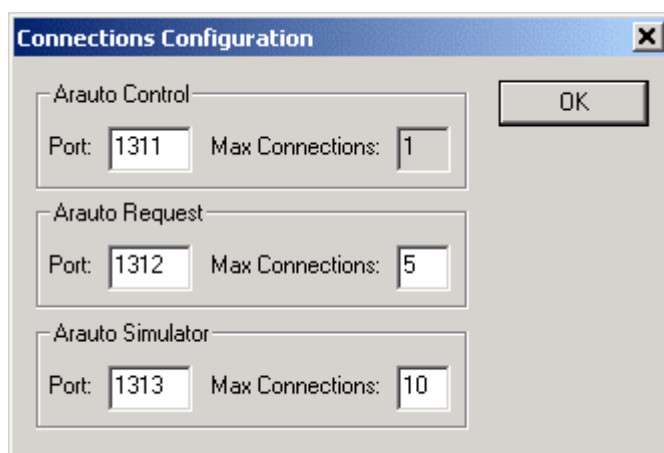 Connections Configuration
Arauto Control
OK
Port: 1311 Max Connections: 1
Arauto Request
Port: 1312 Max Connections: 5
Arauto Simulator
Port: 1313 Max Connections: 10